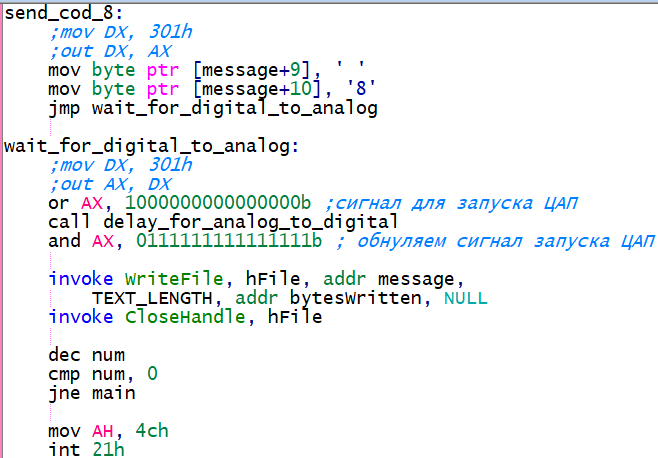 send_cod_8:
;mov DX, 301h
;out DX, AX
mov byte ptr [message+9], ' '
mov byte ptr [message+10], '8'
jmp wait_for_digital_to_analog
wait_for_digital_to_analog:
;mov DX, 301h
;out AX, DX
or AX, 1000000000000000b ;сигнал для запуска ЦАП
call delay_for_analog_to_digital
and AX, 0111111111111111b ; обнуляем сигнал запуска ЦАП
invoke WriteFile, hFile, addr message,
TEXT_LENGTH, addr bytesWritten, NULL
invoke CloseHandle, hFile
dec num
cmp num, 0
jne main
mov AH, 4ch
int 21h